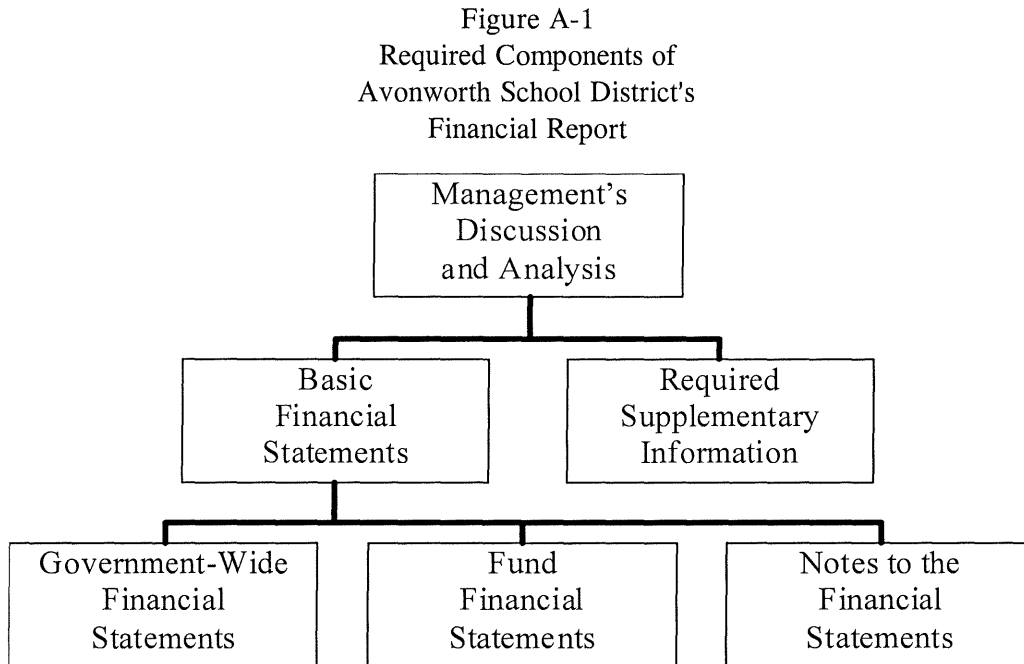 Figure A-1
Required Components of
Avonworth School District's
Financial Report
Management’s
Discussion
and Analysis
Basic
Financial
Statements
Required
Supplementary
Information
Government-Wide
Financial
Statements
Fund
Financial
Statements
Notes to the
Financial
Statements